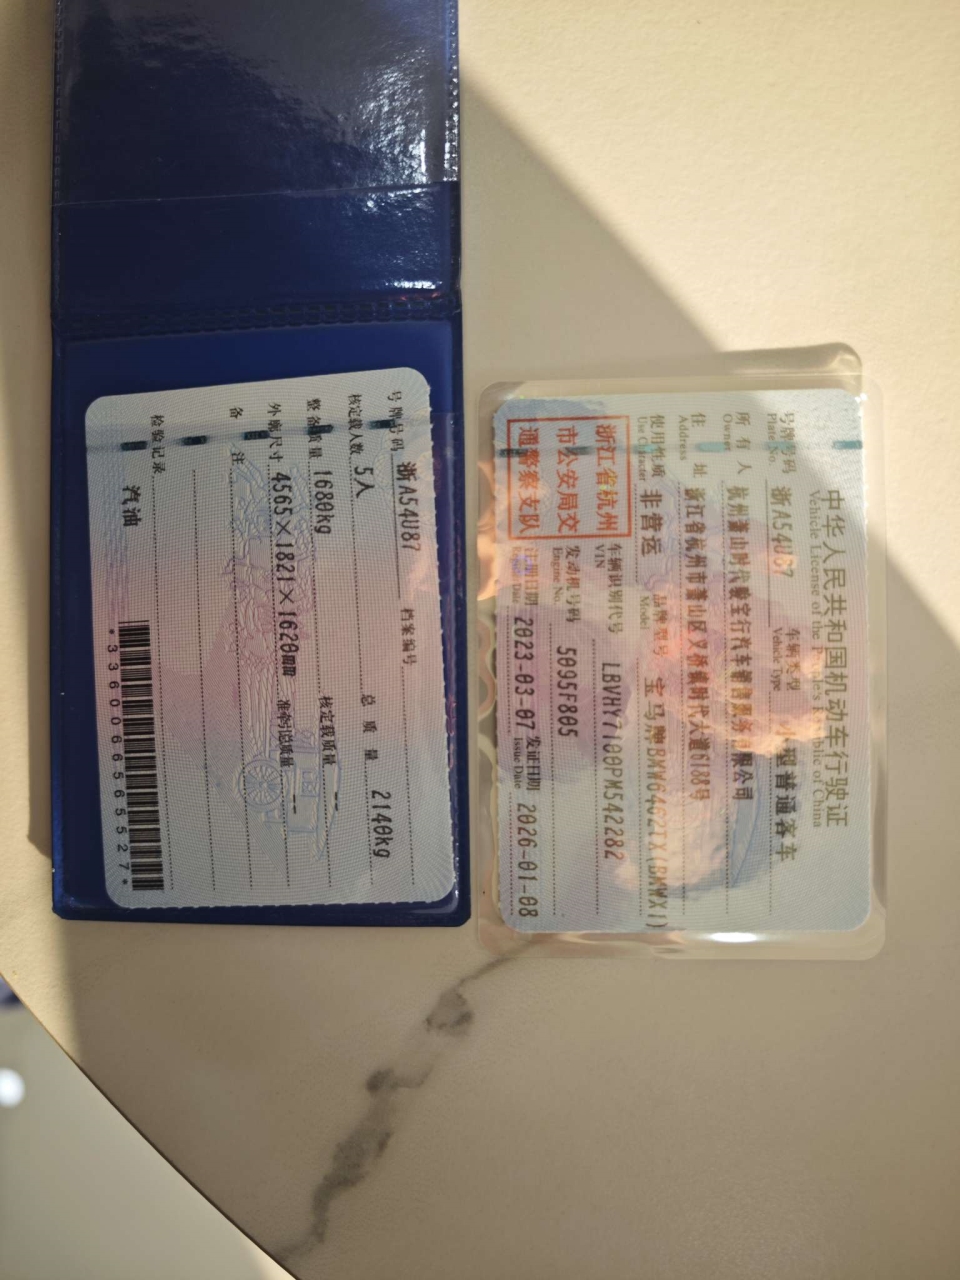 中华人民共和国机动车行驶证
Vehicle License of the People's Republic of China
号牌号码 浙A54U87 车辆类型 小型普通客车
Plate No. Vehicle Type
所有人 杭州萧山时代骏宝行汽车销售服务有限公司
Owner
住址 浙江省杭州市萧山区义桥镇时代大道6188号
Address
使用性质 非营运 品牌型号 宝马牌BMW6462TX(BMWX1)
Use Character Model
浙江省杭州
市公安局交
通警察支队
车辆识别代号 LBVHY7100PM542282
VIN
发动机号码 5095F805
Engine No.
注册日期 2023-03-07 发证日期 2026-01-08
Register Date Issue Date
号牌号码 浙A54U87 档案编号
核定载人数 5人 总质量 2140kg
整备质量 1680kg 核定载质量 --
外廓尺寸 4565×1821×1620mm 准牵引总质量 --
备注
检验记录
汽油
*3360066565527*